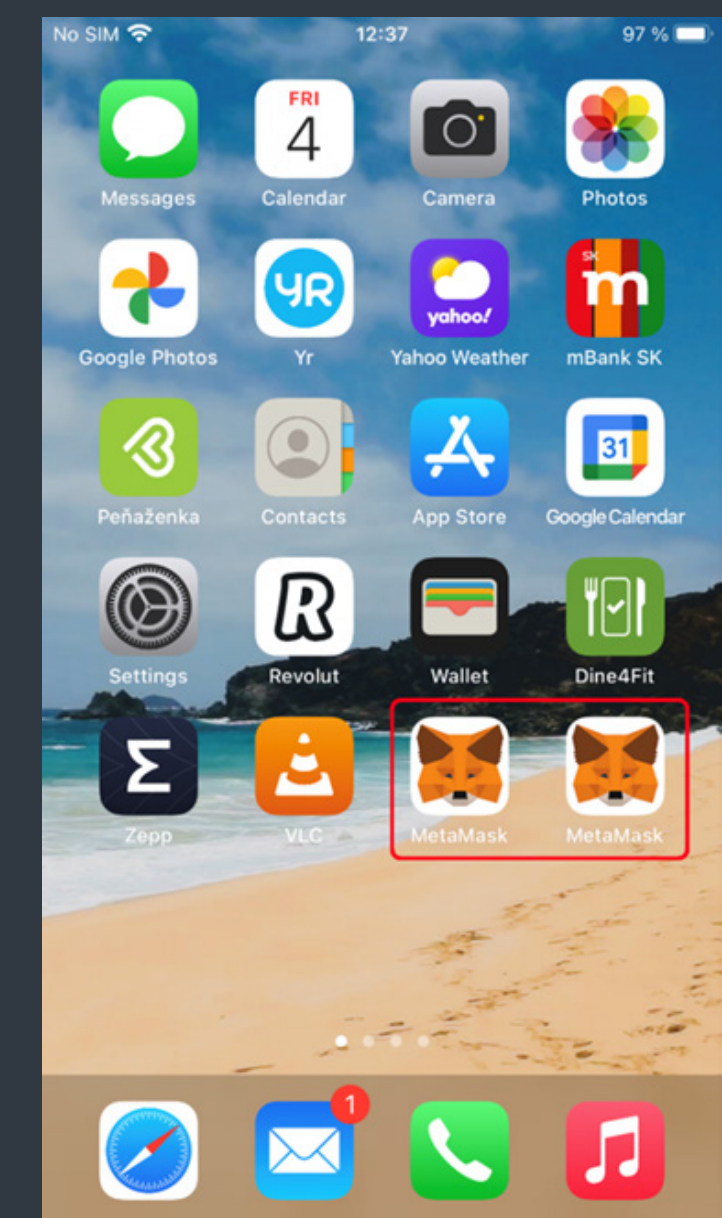 No SIM 12:37 97 %
FRI
4
Messages Calendar Camera Photos
YR yahoo! SK m
Google Photos Yr Yahoo Weather mBank SK
31
Peňaženka Contacts App Store Google Calendar
R
Settings Revolut Wallet Dine4Fit
Zepp VLC MetaMask MetaMask
1